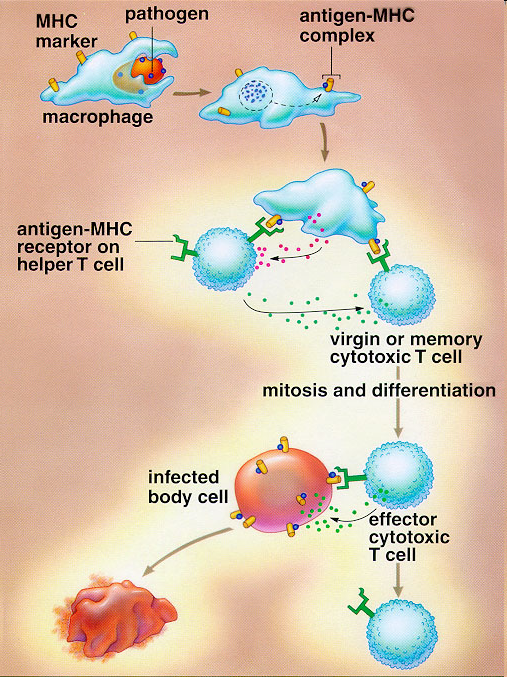 MHC
marker
pathogen
antigen-MHC
complex
macrophage
antigen-MHC
receptor on
helper T cell
virgin or memory
cytotoxic T cell
mitosis and differentiation
infected
body cell
effector
cytotoxic
T cell